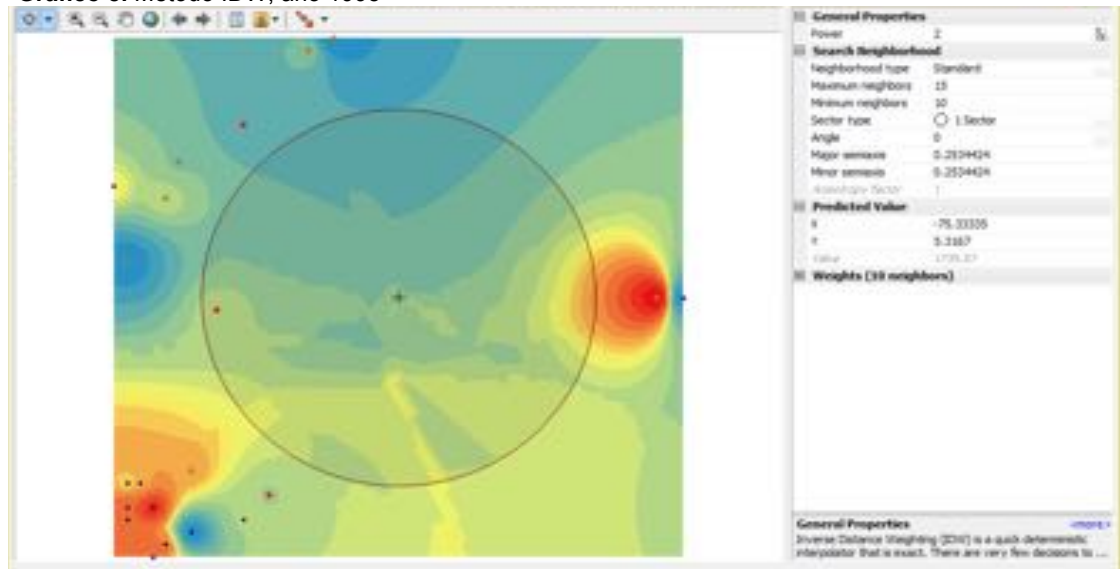 General Properties
Power 2
Search Neighborhood
Neighborhood type Standard
Maximum neighbors 15
Minimum neighbors 10
Sector type 1 Sector
Angle 0
Major semiaxis 0.2534424
Minor semiaxis 0.2534424
Anisotropy factor 1
Predicted Value
X -75.33335
Y 5.3167
Value
Weights (10 neighbors)
General Properties <more>
Inverse Distance Weighting (IDW) is a quick deterministic
interpolator that is exact. There are very few decisions to ...